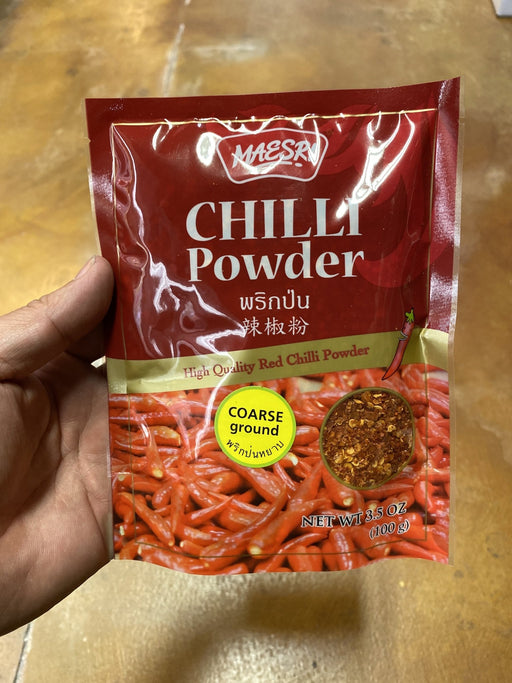 MAESRI
CHILLI
Powder
พริกป่น
辣椒粉
High Quality Red Chilli Powder
COARSE
ground
พริกป่นหยาบ
NET WT 3.5 OZ
(100 g)